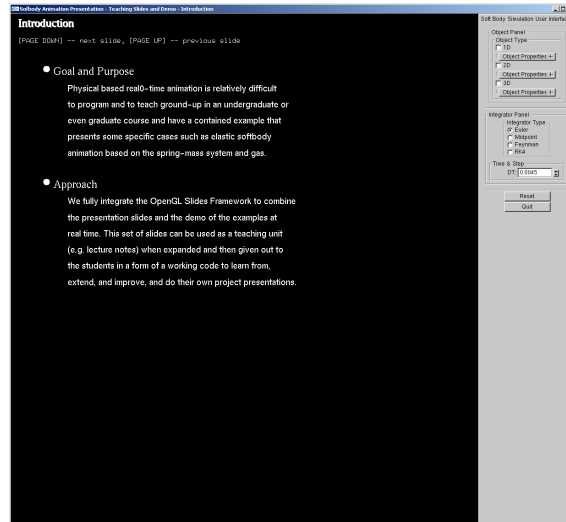 Softbody Animation Presentation - Teaching Slides and Demo - Introduction
Introduction
[PAGE DOWN] -- next slide, [PAGE UP] -- previous slide
Goal and Purpose
Physical based real0-time animation is relatively difficult
to program and to teach ground-up in an undergraduate or
even graduate course and have a contained example that
presents some specific cases such as elastic softbody
animation based on the spring-mass system and gas.
Approach
We fully integrate the OpenGL Slides Framework to combine
the presentation slides and the demo of the examples at
real time. This set of slides can be used as a teaching unit
(e.g. lecture notes) when expanded and then given out to
the students in a form of a working code to learn from,
extend, and improve, and do their own project presentations.
Soft Body Simulation User Interfac
Object Panel
Object Type
1D
Object Properties +
2D
Object Properties +
3D
Object Properties +
Integrator Panel
Integrator Type
Euler
Midpoint
Feynman
RK4
Time & Step
DT: 0.0045
Reset
Quit